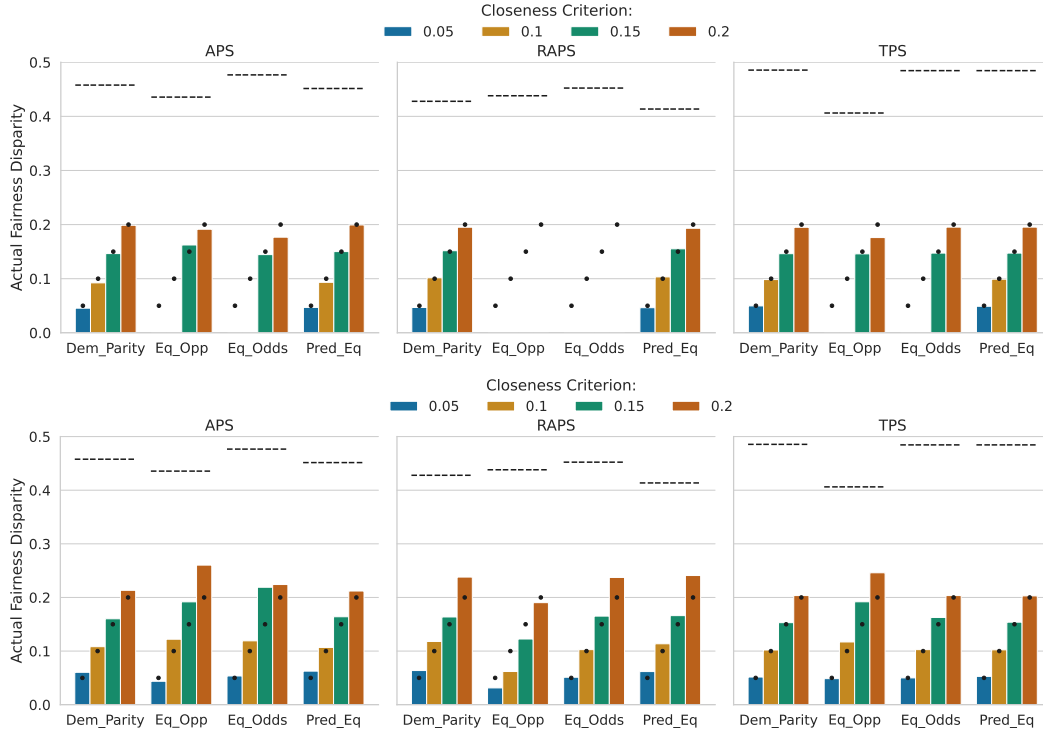 Closeness Criterion:
0.05 0.1 0.15 0.2
APS RAPS TPS
Actual Fairness Disparity
0.5
0.4
0.3
0.2
0.1
0.0
Dem_Parity Eq_Opp Eq_Odds Pred_Eq Dem_Parity Eq_Opp Eq_Odds Pred_Eq Dem_Parity Eq_Opp Eq_Odds Pred_Eq
Closeness Criterion:
0.05 0.1 0.15 0.2
APS RAPS TPS
Actual Fairness Disparity
0.5
0.4
0.3
0.2
0.1
0.0
Dem_Parity Eq_Opp Eq_Odds Pred_Eq Dem_Parity Eq_Opp Eq_Odds Pred_Eq Dem_Parity Eq_Opp Eq_Odds Pred_Eq